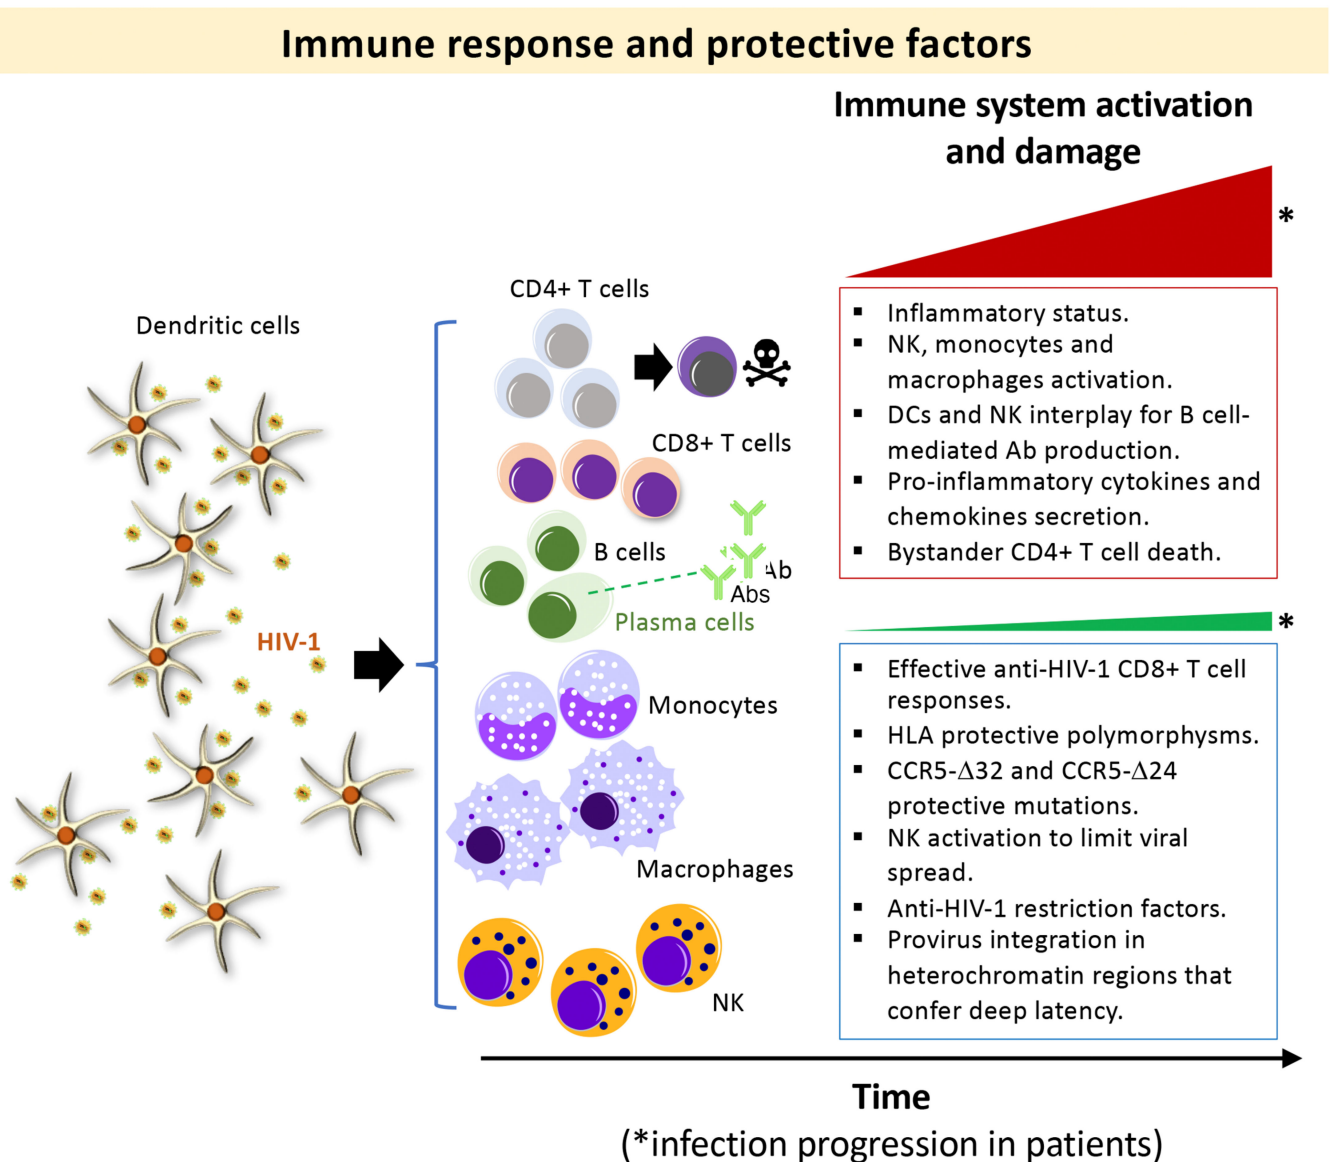 Immune response and protective factors
Immune system activation
and damage
*
CD4+ T cells
Dendritic cells
CD8+ T cells
B cells
Ab
Abs
Plasma cells
HIV-1
Monocytes
Macrophages
NK
▪ Inflammatory status.
▪ NK, monocytes and
macrophages activation.
▪ DCs and NK interplay for B cell-
mediated Ab production.
▪ Pro-inflammatory cytokines and
chemokines secretion.
▪ Bystander CD4+ T cell death.
*
▪ Effective anti-HIV-1 CD8+ T cell
responses.
▪ HLA protective polymorphysms.
▪ CCR5-Δ32 and CCR5-Δ24
protective mutations.
▪ NK activation to limit viral
spread.
▪ Anti-HIV-1 restriction factors.
▪ Provirus integration in
heterochromatin regions that
confer deep latency.
Time
(*infection progression in patients)